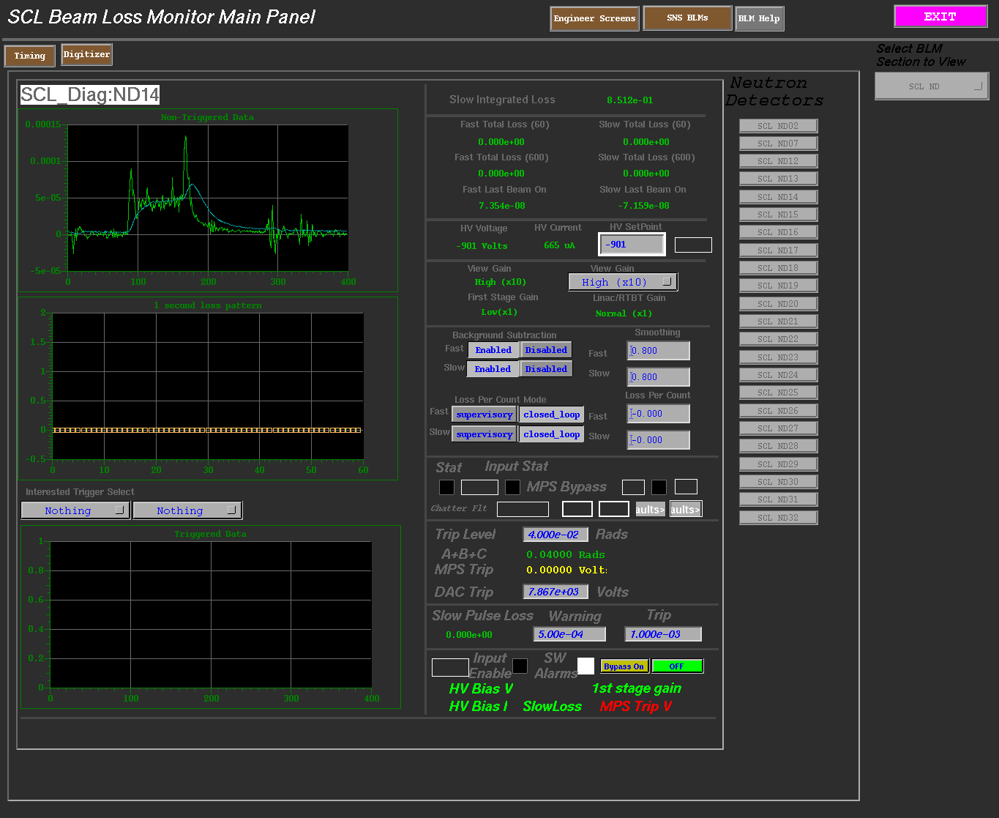 SCL Beam Loss Monitor Main Panel
Engineer Screens
SNS BLMs
BLM Help
EXIT
Timing
Digitizer
Select BLM
Section to View
SCL ND
SCL_Diag:ND14
Non-Triggered Data
0.00015
0.0001
5e-05
0
-5e-05
0 100 200 300 400
1 second loss pattern
2
1.5
1
0.5
0
-0.5
0 10 20 30 40 50 60
Interested Trigger Select
Nothing
Nothing
Triggered Data
1
0.8
0.6
0.4
0.2
0
0 100 200 300 400
Slow Integrated Loss 8.512e-01
Fast Total Loss (60) Slow Total Loss (60)
0.000e+00 0.000e+00
Fast Total Loss (600) Slow Total Loss (600)
0.000e+00 0.000e+00
Fast Last Beam On Slow Last Beam On
7.354e-08 -7.159e-08
HV Voltage HV Current HV SetPoint
-901 Volts 665 uA -901
View Gain View Gain
High (x10) High (x10)
First Stage Gain Linac/RTBT Gain
Low(x1) Normal (x1)
Background Subtraction Smoothing
Fast Enabled Disabled Fast 0.800
Slow Enabled Disabled Slow 0.800
Loss Per Count Mode Loss Per Count
Fast supervisory closed_loop Fast -0.000
Slow supervisory closed_loop Slow -0.000
Stat Input Stat
MPS Bypass
Chatter Flt aults> aults>
Trip Level 4.000e-02 Rads
A+B+C 0.04000 Rads
MPS Trip 0.00000 Volt
DAC Trip 7.867e+03 Volts
Slow Pulse Loss Warning Trip
0.000e+00 5.00e-04 1.000e-03
Input Enable SW Alarms Bypass On OFF
HV Bias V 1st stage gain
HV Bias I SlowLoss MPS Trip V
Neutron
Detectors
SCL ND02
SCL ND07
SCL ND12
SCL ND13
SCL ND14
SCL ND15
SCL ND16
SCL ND17
SCL ND18
SCL ND19
SCL ND20
SCL ND21
SCL ND22
SCL ND23
SCL ND24
SCL ND25
SCL ND26
SCL ND27
SCL ND28
SCL ND29
SCL ND30
SCL ND31
SCL ND32